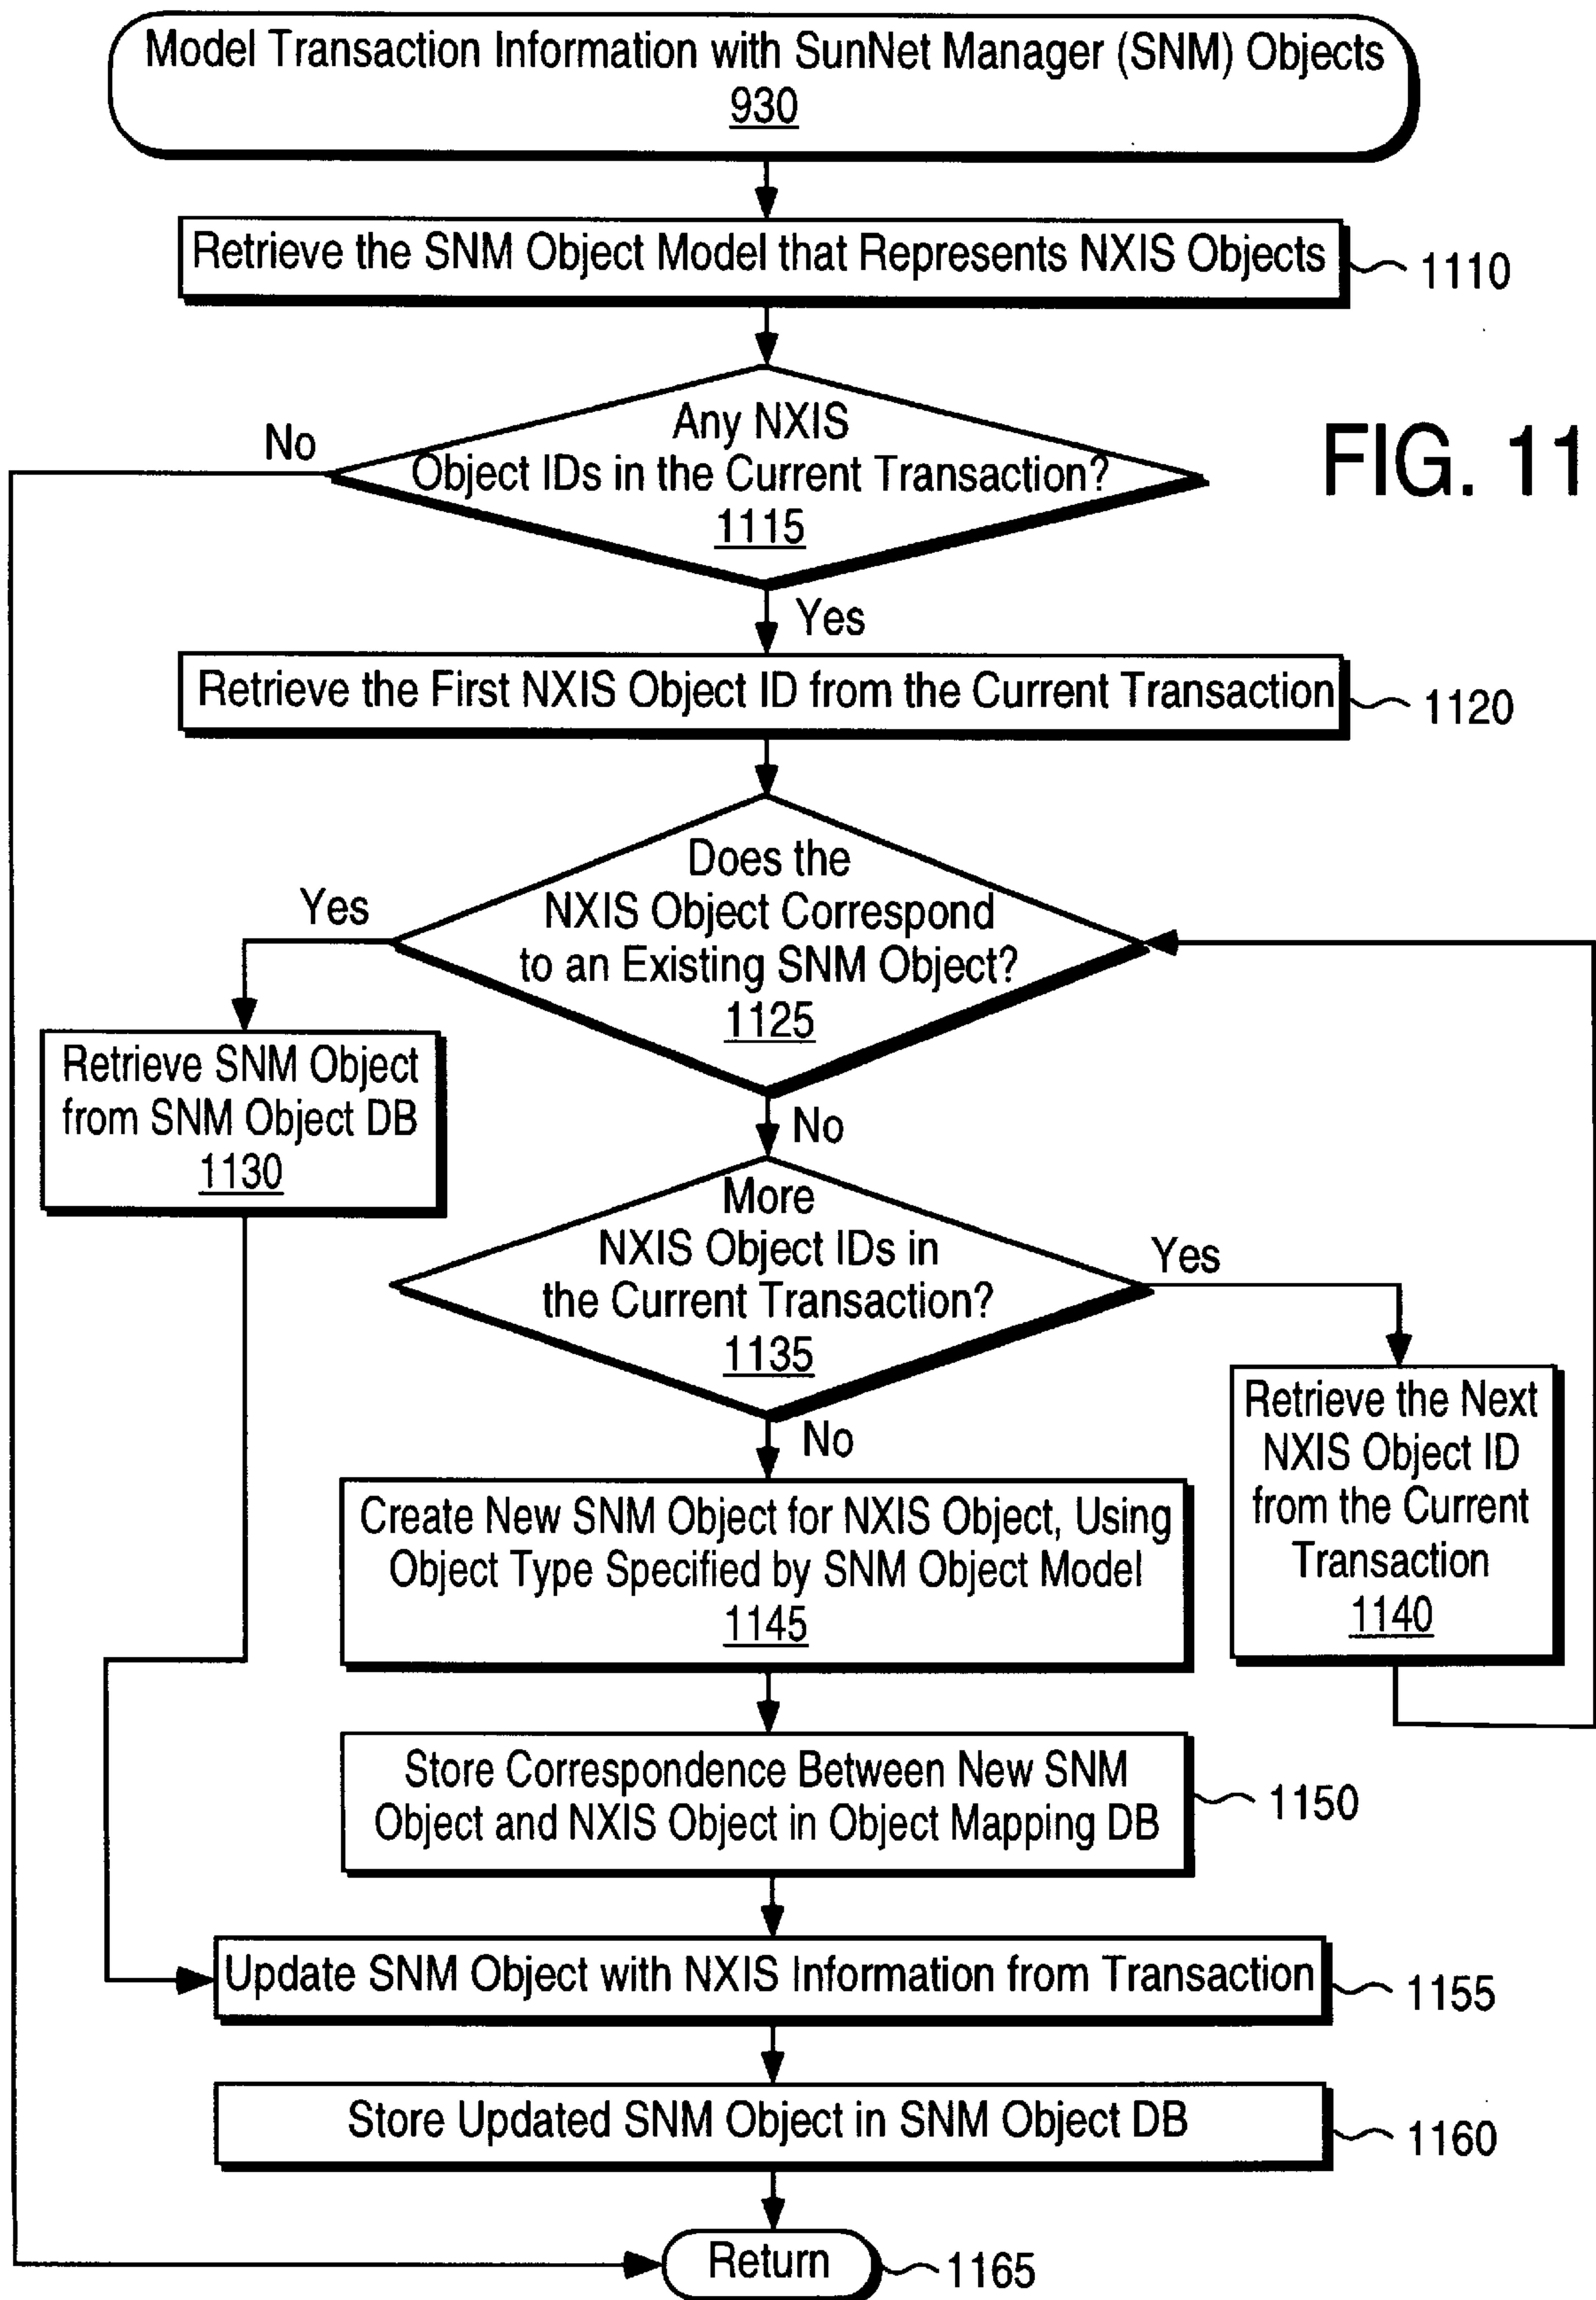 Model Transaction Information with SunNet Manager (SNM) Objects
930
Retrieve the SNM Object Model that Represents NXIS Objects
1110
FIG. 11
No
Any NXIS
Object IDs in the Current Transaction?
1115
Yes
Retrieve the First NXIS Object ID from the Current Transaction
1120
Does the
NXIS Object Correspond
to an Existing SNM Object?
1125
Yes
Retrieve SNM Object
from SNM Object DB
1130
No
More
NXIS Object IDs in
the Current Transaction?
1135
Yes
Retrieve the Next
NXIS Object ID
from the Current
Transaction
1140
No
Create New SNM Object for NXIS Object, Using
Object Type Specified by SNM Object Model
1145
Store Correspondence Between New SNM
Object and NXIS Object in Object Mapping DB
1150
Update SNM Object with NXIS Information from Transaction
1155
Store Updated SNM Object in SNM Object DB
1160
Return
1165